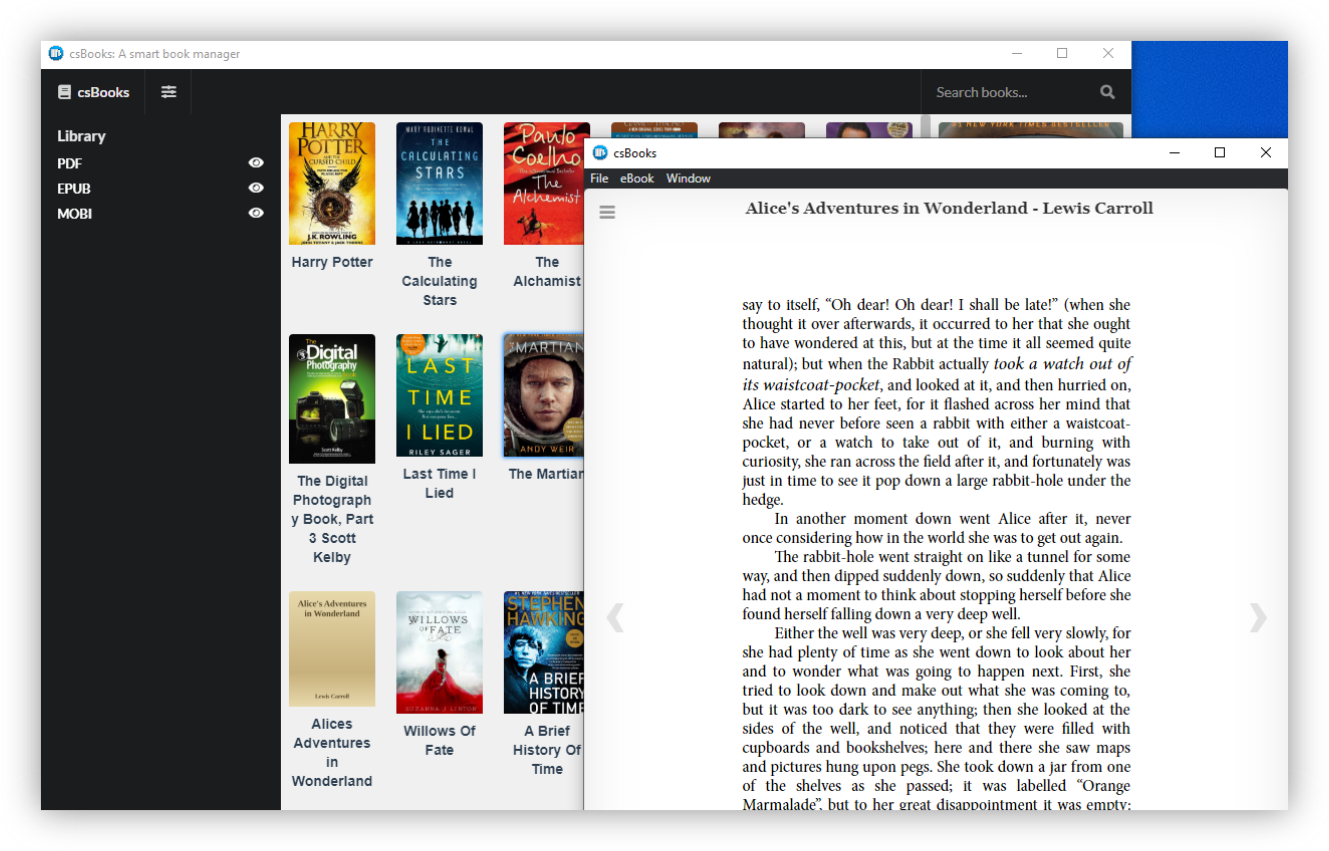 csBooks: A smart book manager
csBooks
Search books...
Library
PDF
EPUB
MOBI
HARRY
POTTER
AND THE
CURSED CHILD
J.K. ROWLING
JOHN TIFFANY & JACK THORNE
Harry Potter
MARY ROBINETTE KOWAL
THE
CALCULATING
STARS
The
Calculating
Stars
Paulo
Coelho
The
Alchemist
The
Alchamist
#1 NEW YORK TIMES BESTSELLER
The
Digital
Photography
Scott Kelby
The Digital
Photograph
y Book, Part
3 Scott
Kelby
LAST
TIME
I LIED
RILEY SAGER
Last Time I
Lied
MARTIAN
ANDY WEIR
The Martian
Alice's Adventures
in Wonderland
Lewis Carroll
Alices
Adventures
in
Wonderland
WILLOWS
OF FATE
SUZANNA J. LINTON
Willows Of
Fate
STEPHEN
HAWKING
A BRIEF
HISTORY
OF TIME
A Brief
History Of
Time
csBooks
File eBook Window
Alice's Adventures in Wonderland - Lewis Carroll
say to itself, “Oh dear! Oh dear! I shall be late!” (when she
thought it over afterwards, it occurred to her that she ought
to have wondered at this, but at the time it all seemed quite
natural); but when the Rabbit actually took a watch out of
its waistcoat-pocket, and looked at it, and then hurried on,
Alice started to her feet, for it flashed across her mind that
she had never before seen a rabbit with either a waistcoat-
pocket, or a watch to take out of it, and burning with
curiosity, she ran across the field after it, and fortunately was
just in time to see it pop down a large rabbit-hole under the
hedge.
In another moment down went Alice after it, never
once considering how in the world she was to get out again.
The rabbit-hole went straight on like a tunnel for some
way, and then dipped suddenly down, so suddenly that Alice
had not a moment to think about stopping herself before she
found herself falling down a very deep well.
Either the well was very deep, or she fell very slowly, for
she had plenty of time as she went down to look about her
and to wonder what was going to happen next. First, she
tried to look down and make out what she was coming to,
but it was too dark to see anything; then she looked at the
sides of the well, and noticed that they were filled with
cupboards and bookshelves; here and there she saw maps
and pictures hung upon pegs. She took down a jar from one
of the shelves as she passed; it was labelled “Orange
Marmalade”, but to her great disappointment it was empty: